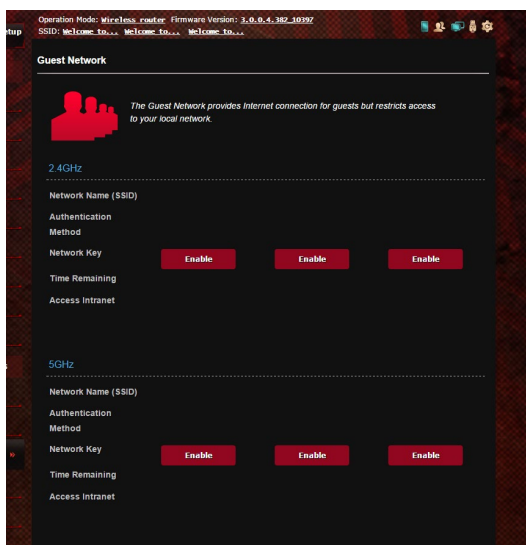 Operation Mode: Wireless router Firmware Version: 3.0.0.4.382_10397
etup
SSID: Welcome to... Welcome to... Welcome to...
Guest Network
The Guest Network provides Internet connection for guests but restricts access
to your local network.
2.4GHz
Network Name (SSID)
Authentication
Method
Network Key Enable Enable Enable
Time Remaining
Access Intranet
5GHz
Network Name (SSID)
Authentication
Method
Network Key Enable Enable Enable
Time Remaining
Access Intranet